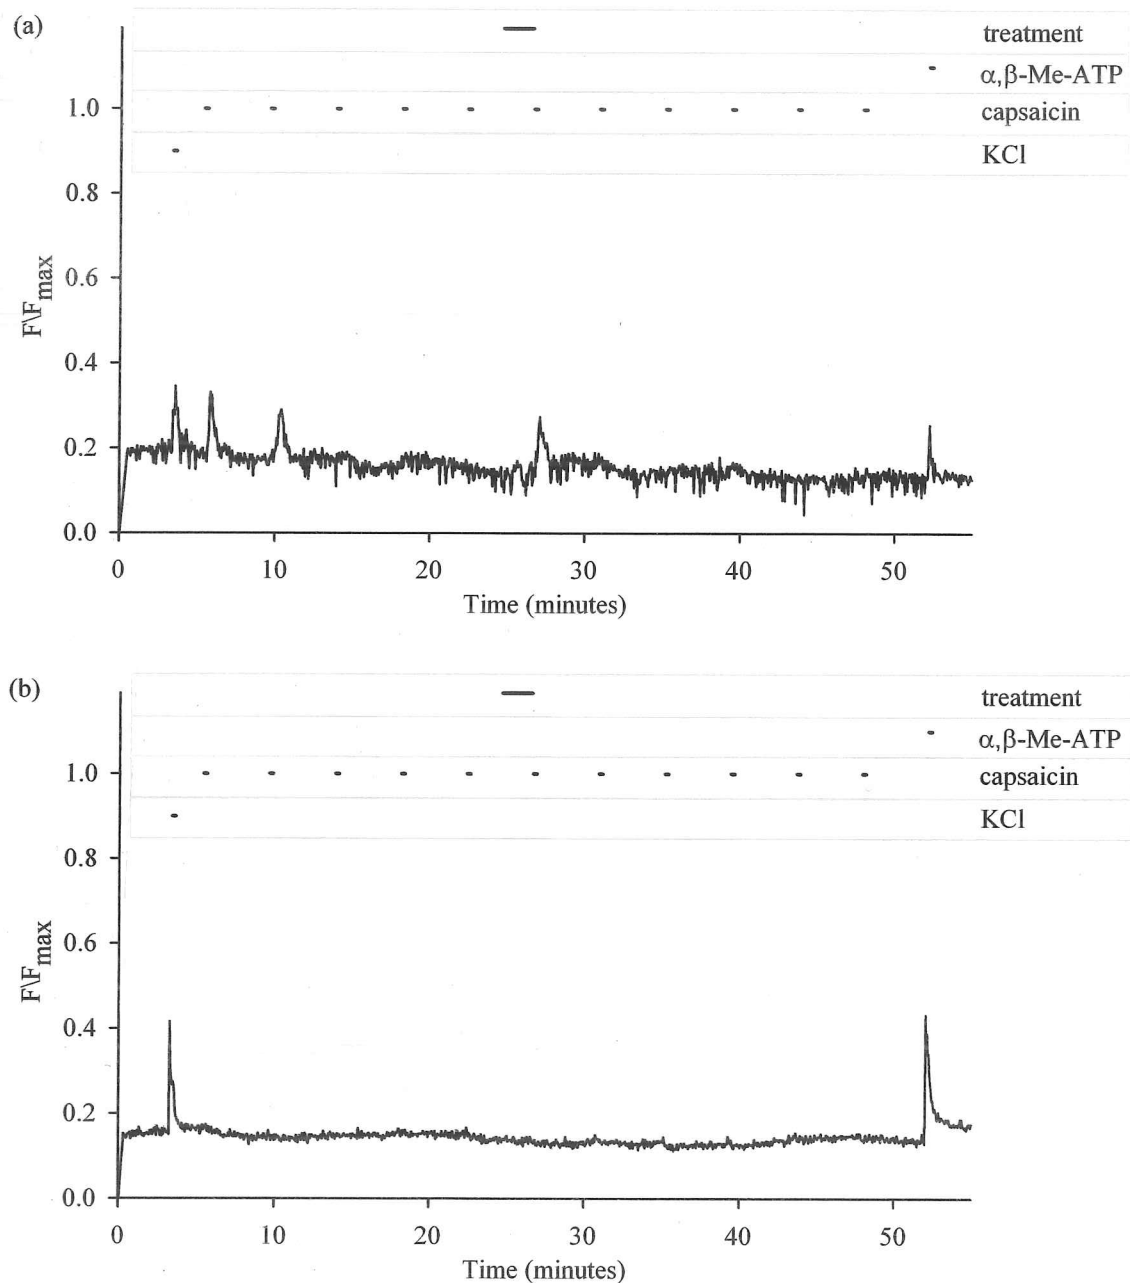 (a)
treatment
α,β-Me-ATP
1.0
capsaicin
KCl
0.8
0.6
F\F_max
0.4
0.2
0.0
0 10 20 30 40 50
Time (minutes)
(b)
treatment
α,β-Me-ATP
1.0
capsaicin
KCl
0.8
0.6
F\F_max
0.4
0.2
0.0
0 10 20 30 40 50
Time (minutes)